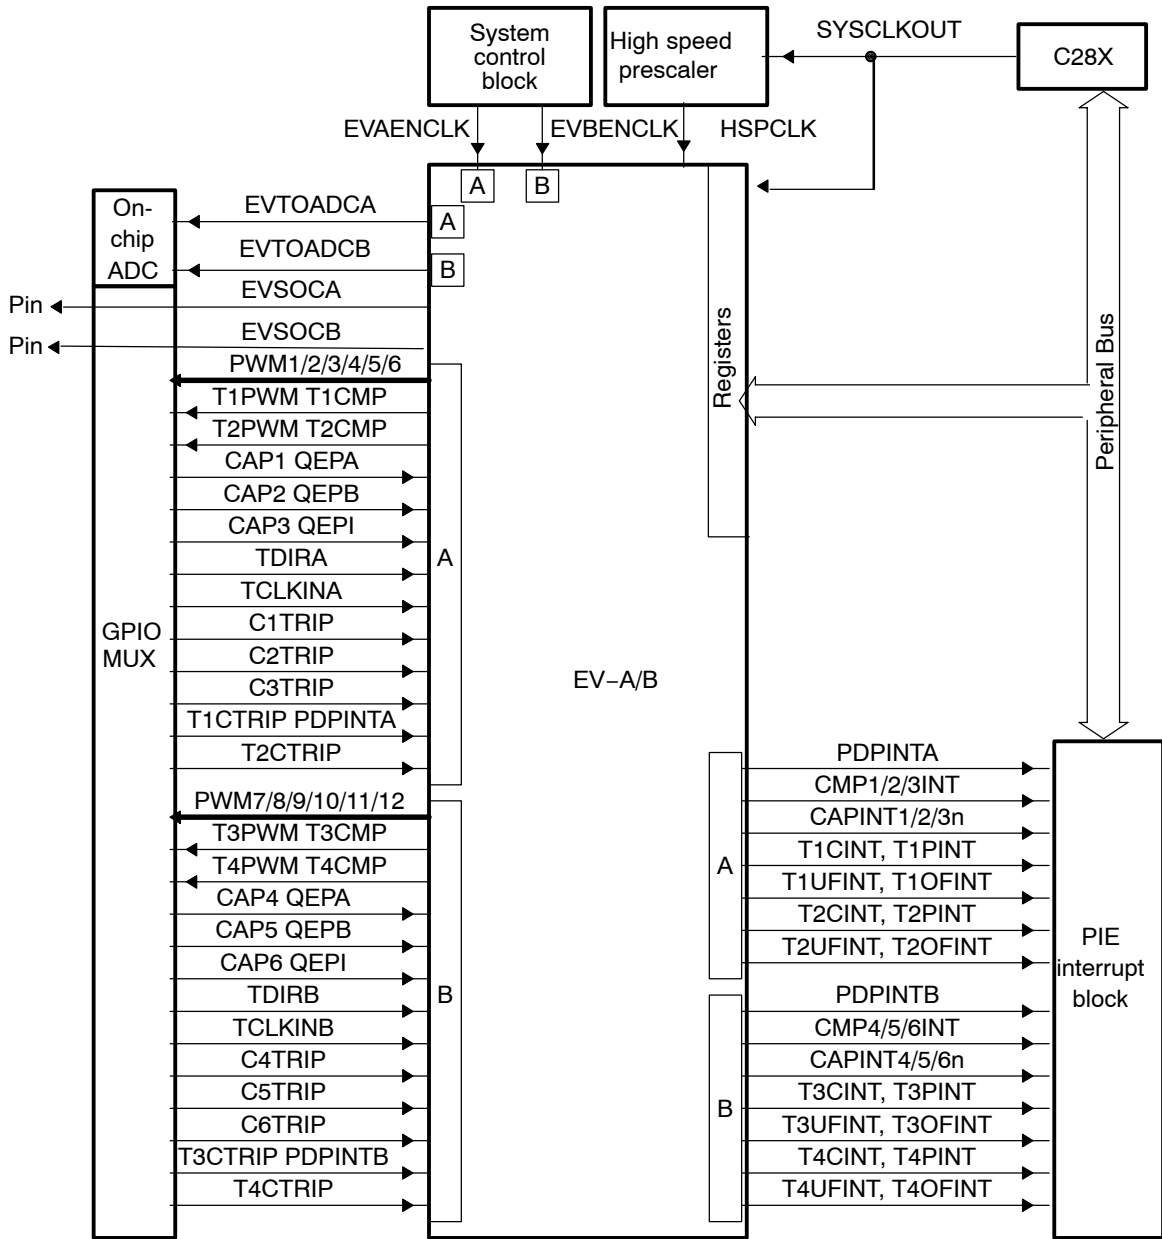 System
control
block
High speed
prescaler
SYSCLKOUT
C28X
EVAENCLK
EVBENCLK
HSPCLK
A
B
On-
chip
ADC
EVTOADCA
A
EVTOADCB
B
Pin
EVSOCA
Pin
EVSOCB
Registers
Peripheral Bus
GPIO
MUX
PWM1/2/3/4/5/6
T1PWM T1CMP
T2PWM T2CMP
CAP1 QEPA
CAP2 QEPB
CAP3 QEPI
TDIRA
TCLKINA
C1TRIP
C2TRIP
C3TRIP
T1CTRIP PDPINTA
T2CTRIP
A
EV−A/B
PWM7/8/9/10/11/12
T3PWM T3CMP
T4PWM T4CMP
CAP4 QEPA
CAP5 QEPB
CAP6 QEPI
TDIRB
TCLKINB
C4TRIP
C5TRIP
C6TRIP
T3CTRIP PDPINTB
T4CTRIP
B
PDPINTA
CMP1/2/3INT
CAPINT1/2/3n
T1CINT, T1PINT
T1UFINT, T1OFINT
T2CINT, T2PINT
T2UFINT, T2OFINT
A
PDPINTB
CMP4/5/6INT
CAPINT4/5/6n
T3CINT, T3PINT
T3UFINT, T3OFINT
T4CINT, T4PINT
T4UFINT, T4OFINT
B
PIE
interrupt
block